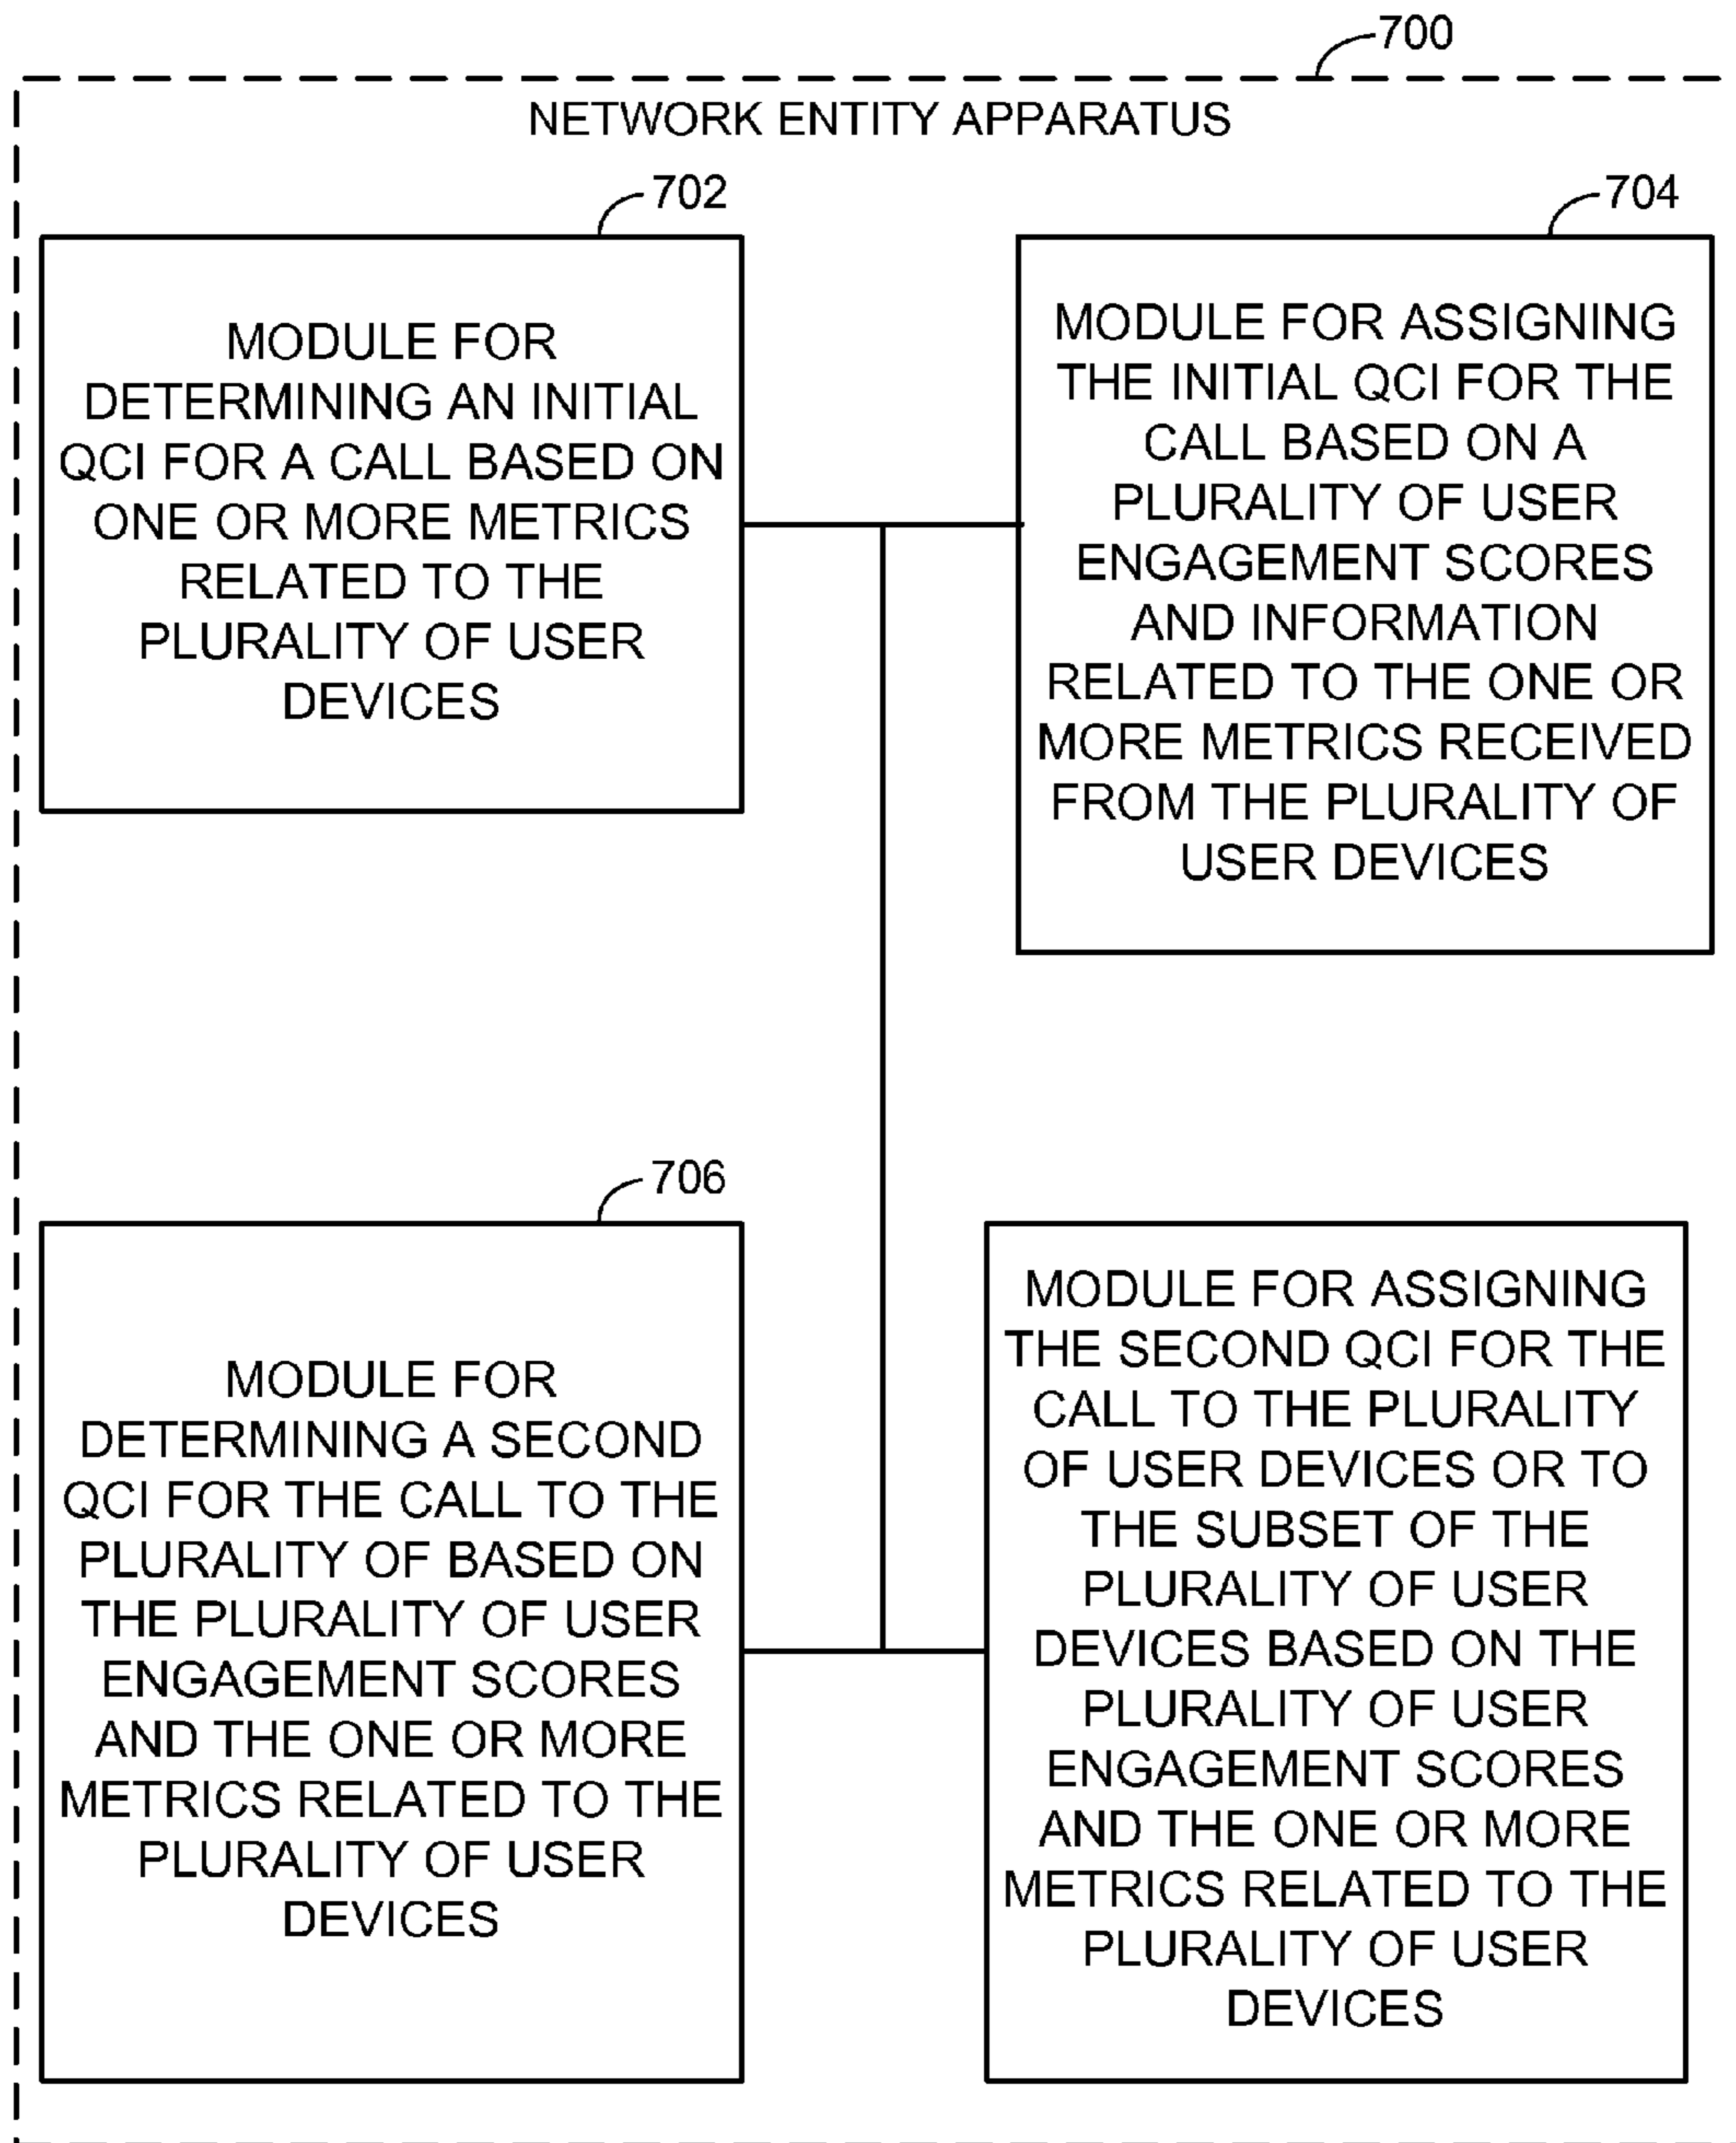 700
NETWORK ENTITY APPARATUS
702
MODULE FOR
DETERMINING AN INITIAL
QCI FOR A CALL BASED ON
ONE OR MORE METRICS
RELATED TO THE
PLURALITY OF USER
DEVICES
704
MODULE FOR ASSIGNING
THE INITIAL QCI FOR THE
CALL BASED ON A
PLURALITY OF USER
ENGAGEMENT SCORES
AND INFORMATION
RELATED TO THE ONE OR
MORE METRICS RECEIVED
FROM THE PLURALITY OF
USER DEVICES
706
MODULE FOR
DETERMINING A SECOND
QCI FOR THE CALL TO THE
PLURALITY OF BASED ON
THE PLURALITY OF USER
ENGAGEMENT SCORES
AND THE ONE OR MORE
METRICS RELATED TO THE
PLURALITY OF USER
DEVICES
MODULE FOR ASSIGNING
THE SECOND QCI FOR THE
CALL TO THE PLURALITY
OF USER DEVICES OR TO
THE SUBSET OF THE
PLURALITY OF USER
DEVICES BASED ON THE
PLURALITY OF USER
ENGAGEMENT SCORES
AND THE ONE OR MORE
METRICS RELATED TO THE
PLURALITY OF USER
DEVICES